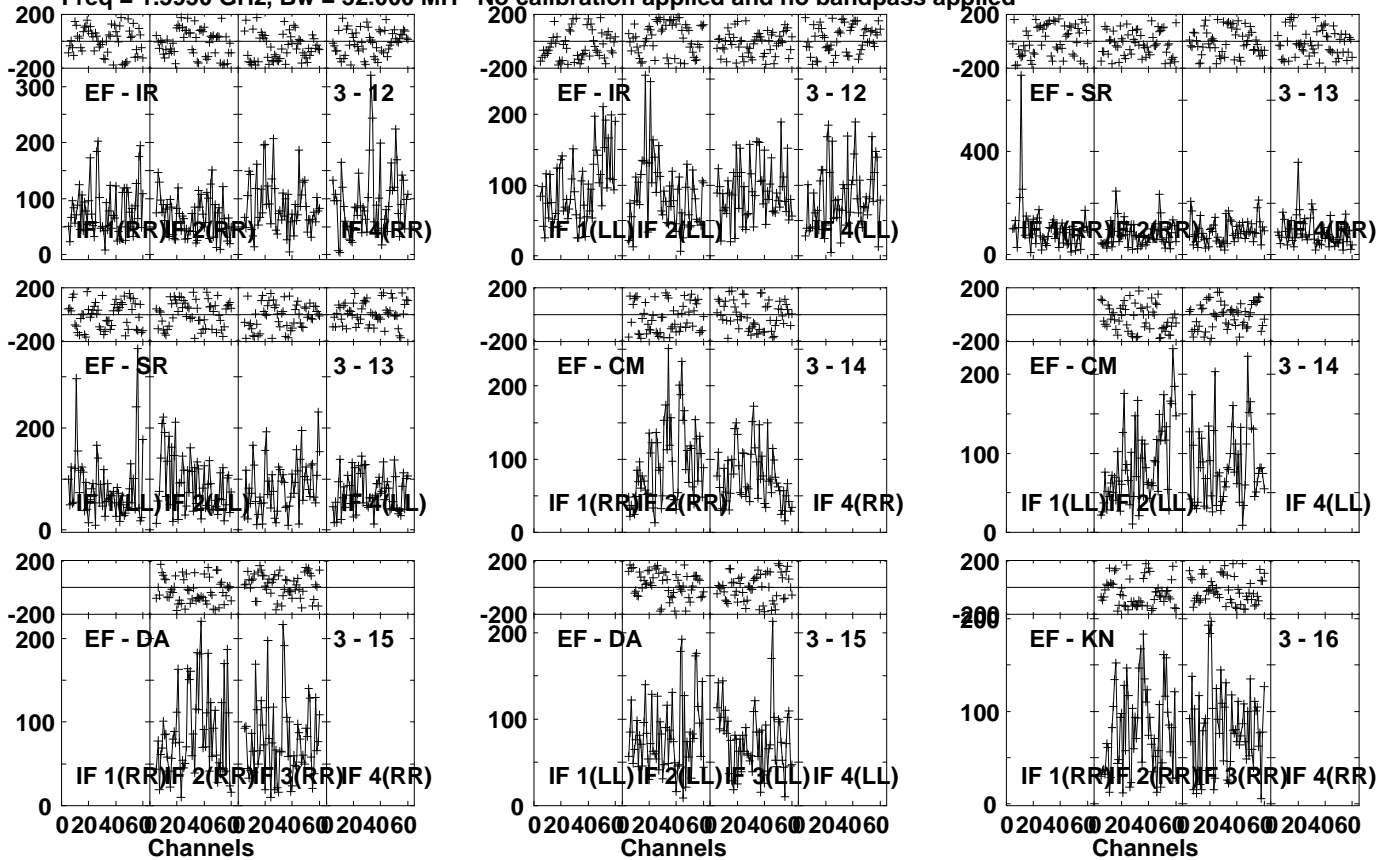 Freq = 1.5950 GHz, Bw = 32.000 MH No calibration applied and no bandpass applied
200 200 200
-200 -200 -200
300 EF - IR 3 - 12 EF - IR 3 - 12 EF - SR 3 - 13
200 200 400
100 100 200
IF 1(RR) IF 2(RR) IF 4(RR) IF 1(LL) IF 2(LL) IF 4(LL) IF 1(RR) IF 2(RR) IF 4(RR)
0 0 0
200 200 200
-200 -200 -200
EF - SR 3 - 13 EF - CM 3 - 14 EF - CM 3 - 14
200 200 200
100 100
IF 1(LL) IF 2(LL) IF 4(LL) IF 1(RR) IF 2(RR) IF 4(RR) IF 1(LL) IF 2(LL) IF 4(LL)
0 0 0
200 200 200
-200 -200 -200
200 EF - DA 3 - 15 200 EF - DA 3 - 15 200 EF - KN 3 - 16
100 100 100
IF 1(RR) IF 2(RR) IF 3(RR) IF 4(RR) IF 1(LL) IF 2(LL) IF 3(LL) IF 4(LL) IF 1(RR) IF 2(RR) IF 3(RR) IF 4(RR)
0 0 0
0 20 40 60 0 20 40 60 0 20 40 60 0 20 40 60 0 20 40 60 0 20 40 60 0 20 40 60 0 20 40 60 0 20 40 60 0 20 40 60 0 20 40 60 0 20 40 60
Channels Channels Channels